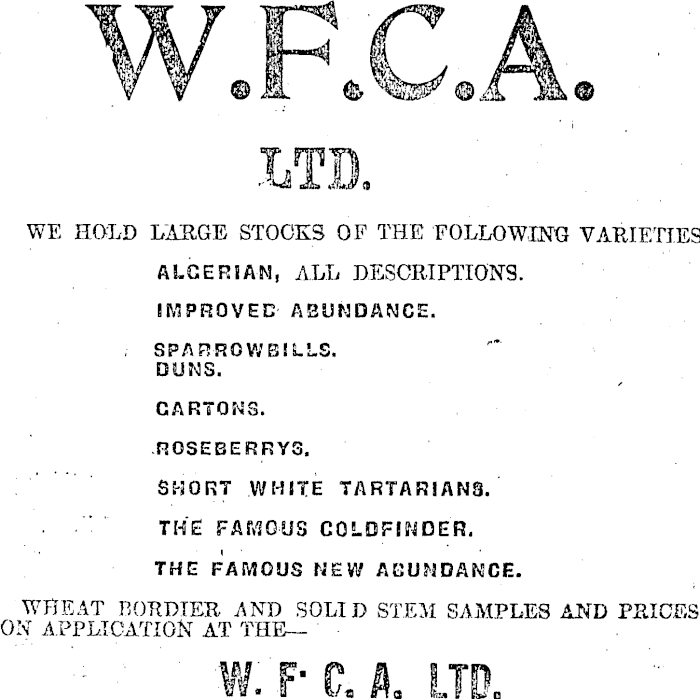 W.F.C.A.
LTD.
WE HOLD LARGE STOCKS OF THE FOLLOWING VARIETIES
ALGERIAN, ALL DESCRIPTIONS.
IMPROVED ABUNDANCE.
SPARROWBILLS.
DUNS.
GARTONS.
ROSEBERRYS.
SHORT WHITE TARTARIANS.
THE FAMOUS GOLDFINDER.
THE FAMOUS NEW ABUNDANCE.
WHEAT BORDIER AND SOLID STEM SAMPLES AND PRICES
ON APPLICATION AT THE—
W. F. C. A. LTD.